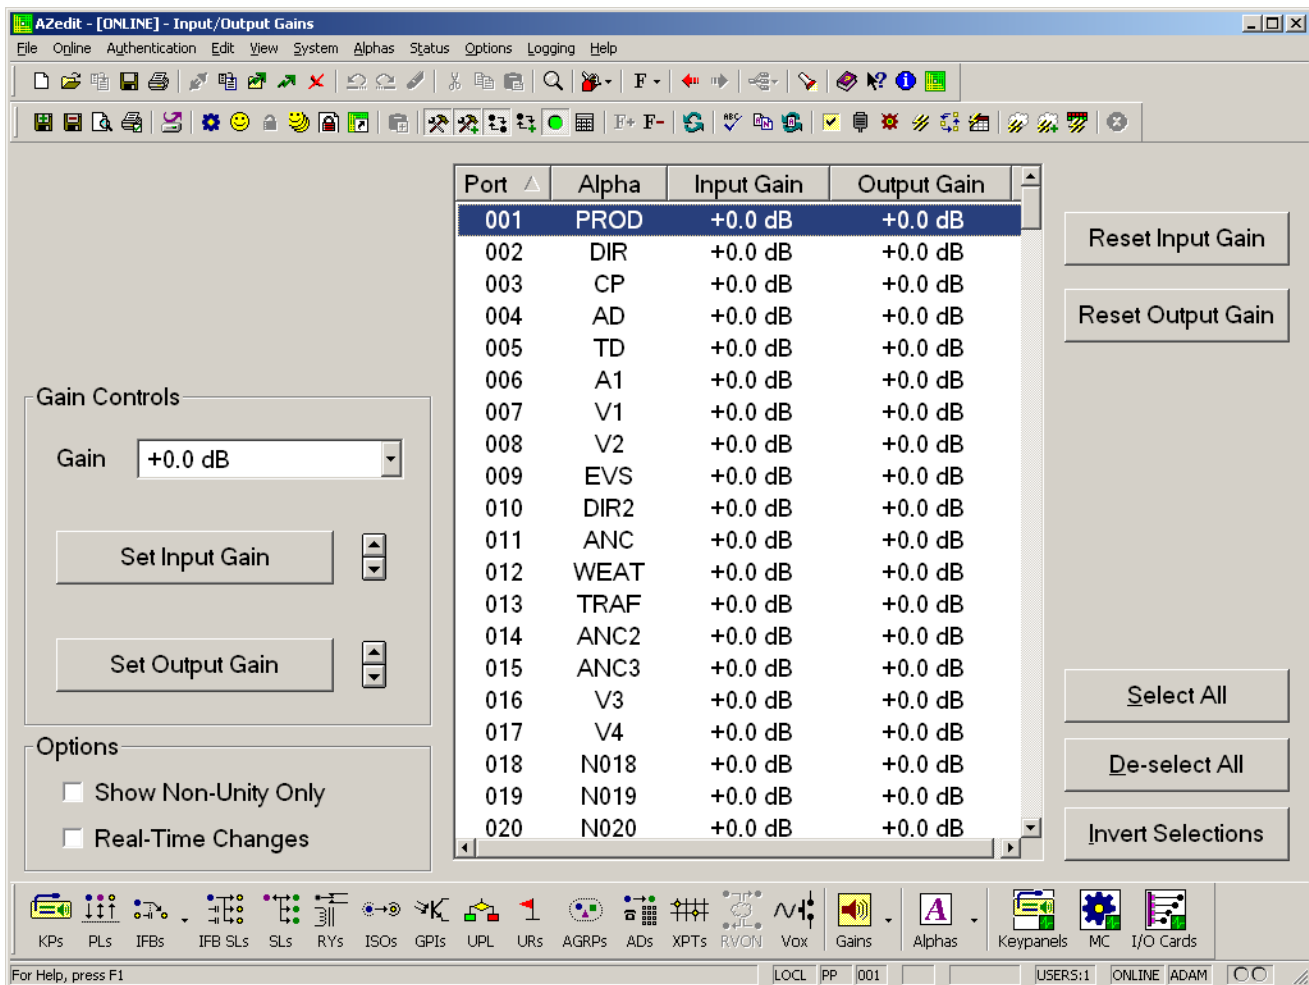 AZedit - [ONLINE] - Input/Output Gains
File Online Authentication Edit View System Alphas Status Options Logging Help
F
F+ F-
ABC
Port Alpha Input Gain Output Gain
001 PROD +0.0 dB +0.0 dB
002 DIR +0.0 dB +0.0 dB
003 CP +0.0 dB +0.0 dB
004 AD +0.0 dB +0.0 dB
005 TD +0.0 dB +0.0 dB
006 A1 +0.0 dB +0.0 dB
007 V1 +0.0 dB +0.0 dB
008 V2 +0.0 dB +0.0 dB
009 EVS +0.0 dB +0.0 dB
010 DIR2 +0.0 dB +0.0 dB
011 ANC +0.0 dB +0.0 dB
012 WEAT +0.0 dB +0.0 dB
013 TRAF +0.0 dB +0.0 dB
014 ANC2 +0.0 dB +0.0 dB
015 ANC3 +0.0 dB +0.0 dB
016 V3 +0.0 dB +0.0 dB
017 V4 +0.0 dB +0.0 dB
018 N018 +0.0 dB +0.0 dB
019 N019 +0.0 dB +0.0 dB
020 N020 +0.0 dB +0.0 dB
Gain Controls
Gain +0.0 dB
Set Input Gain
Set Output Gain
Options
Show Non-Unity Only
Real-Time Changes
Reset Input Gain
Reset Output Gain
Select All
De-select All
Invert Selections
A
KPs PLs IFBs IFB SLs SLs RYs ISOs GPIs UPL URs AGRPs ADs XPTs RVON Vox Gains Alphas Keypanels MC I/O Cards
For Help, press F1 LOCL PP 001 USERS:1 ONLINE ADAM